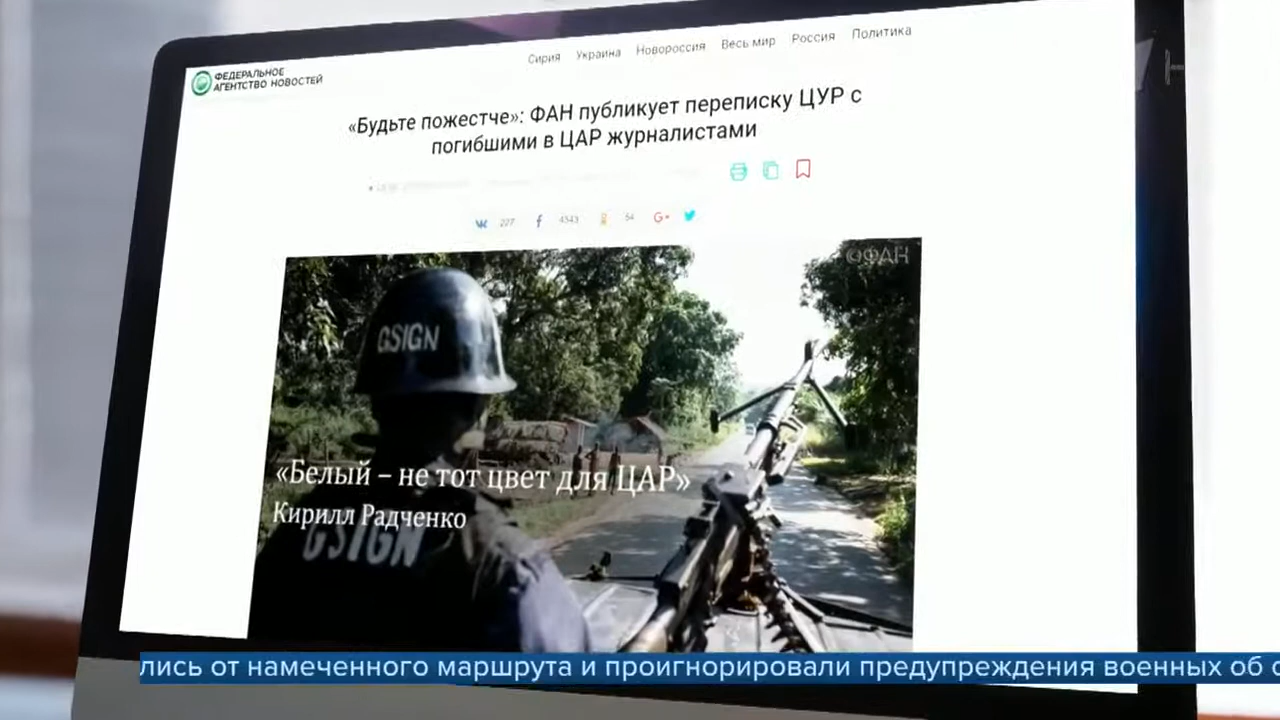 Сирия Украина Новороссия Весь мир Россия Политика
ФЕДЕРАЛЬНОЕ
АГЕНТСТВО НОВОСТЕЙ
«Будьте пожестче»: ФАН публикует переписку ЦУР с
погибшими в ЦАР журналистами
227 4543 54 G+
©ФАН
GSIGN
«Белый – не тот цвет для ЦАР»
Кирилл Радченко
GSIGN
лись от намеченного маршрута и проигнорировали предупреждения военных об